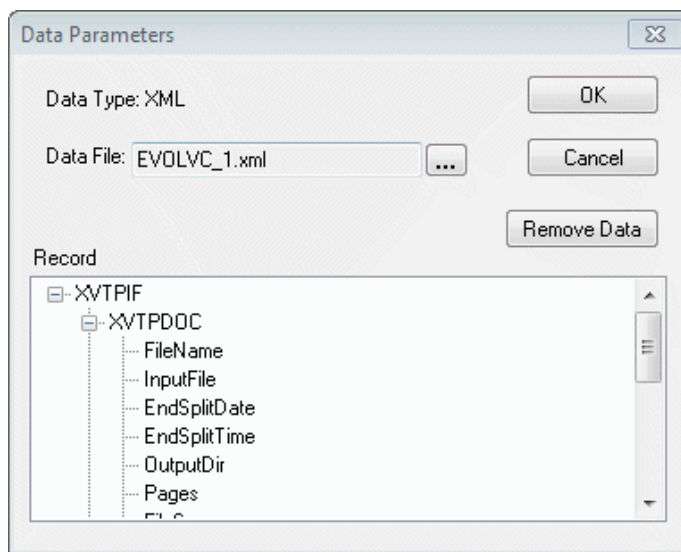 Data Parameters
Data Type: XML
OK
Data File: EVOLVC_1.xml ...
Cancel
Remove Data
Record
XVTPIF
XVTPDOC
FileName
InputFile
EndSplitDate
EndSplitTime
OutputDir
Pages